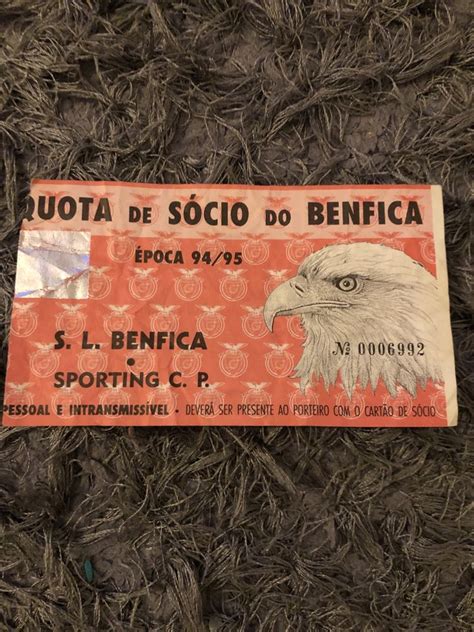 QUOTA DE SÓCIO DO BENFICA
ÉPOCA 94/95
S. L. BENFICA
•
SPORTING C. P.
Nº 0006992
PESSOAL E INTRANSMISSÍVEL • DEVERÁ SER PRESENTE AO PORTEIRO COM O CARTÃO DE SÓCIO